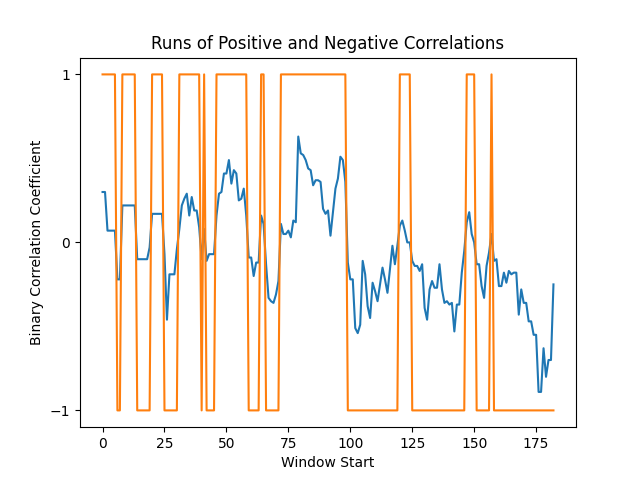 Runs of Positive and Negative Correlations
1
0
−1
Binary Correlation Coefficient
0 25 50 75 100 125 150 175
Window Start